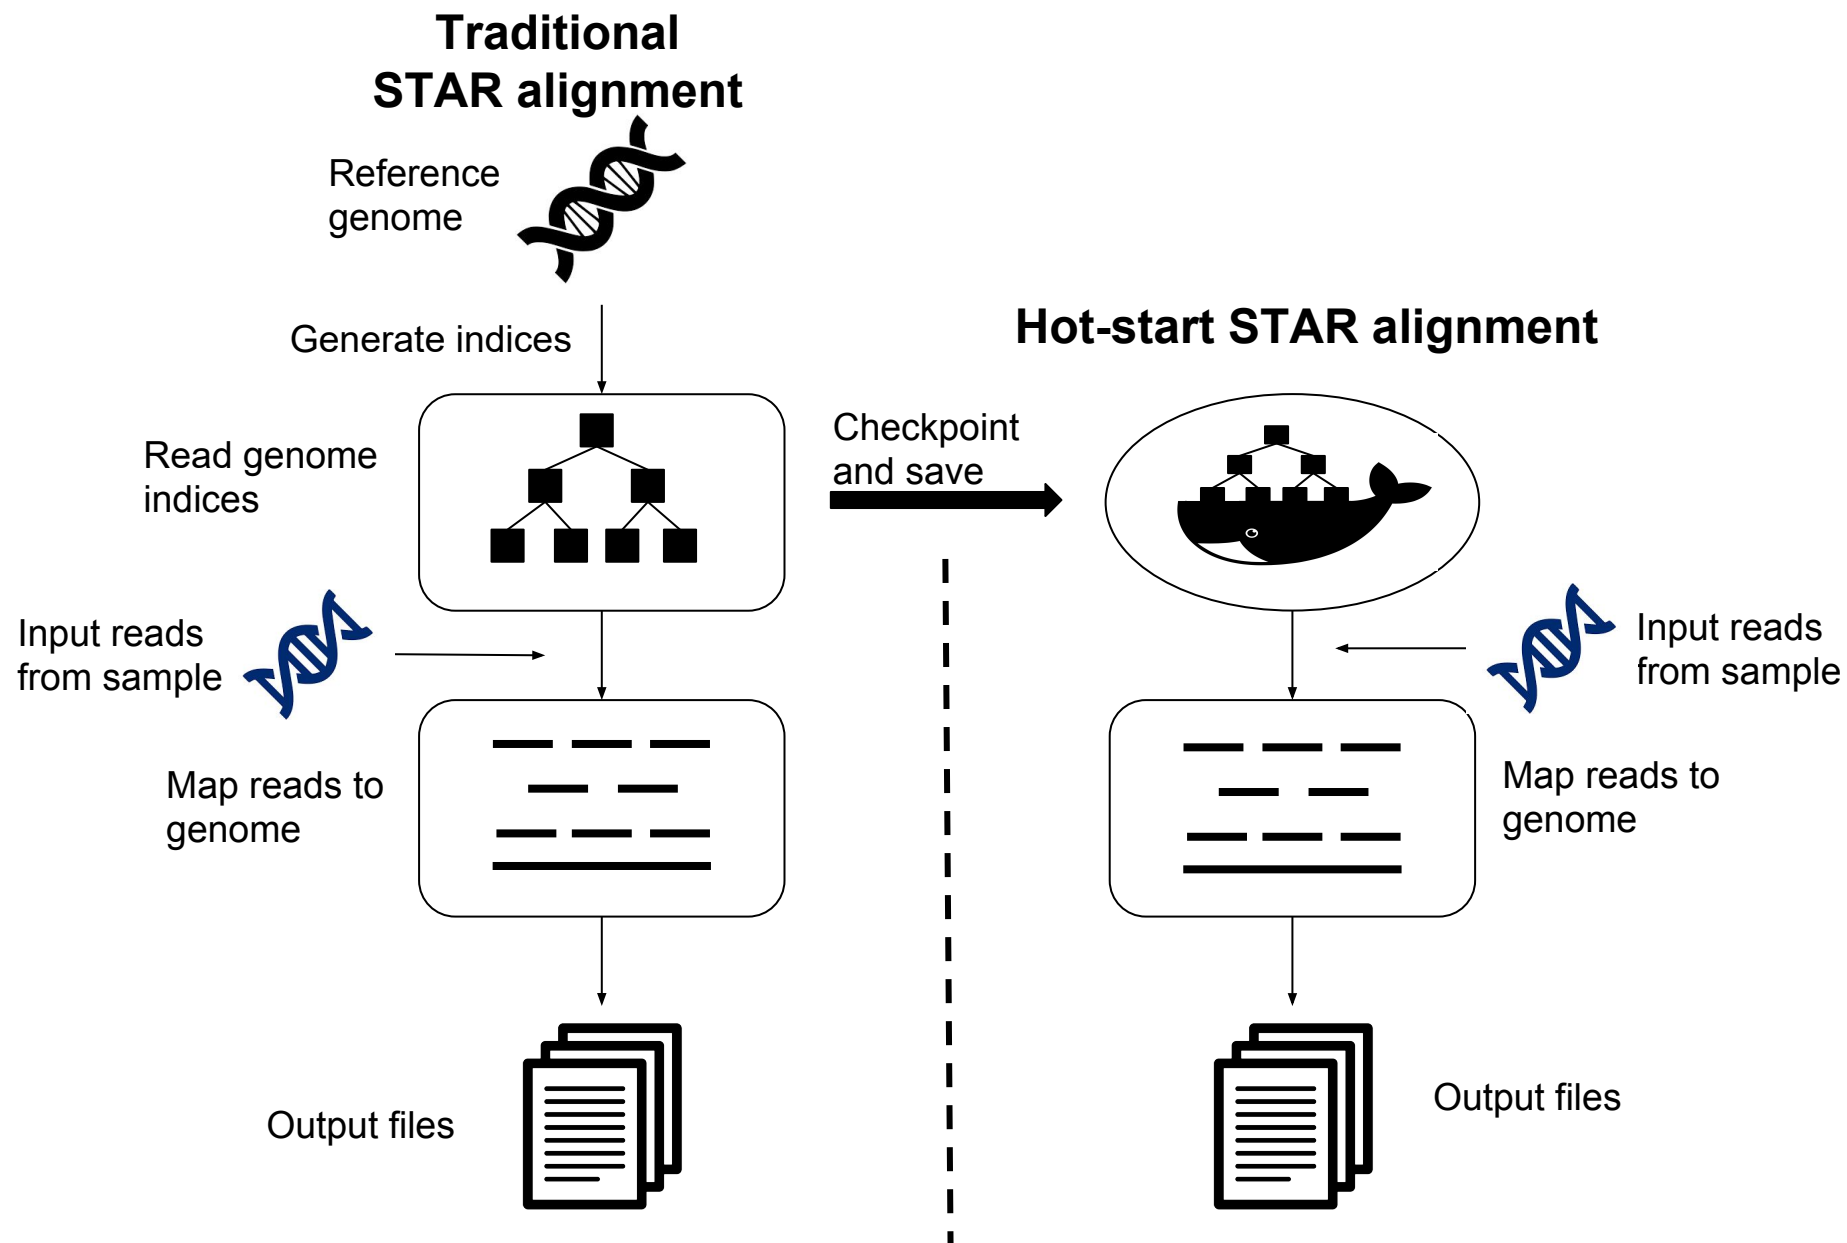 Traditional
STAR alignment
Reference
genome
Generate indices
Hot-start STAR alignment
Read genome
indices
Checkpoint
and save
Input reads
from sample
Input reads
from sample
Map reads to
genome
Map reads to
genome
Output files
Output files